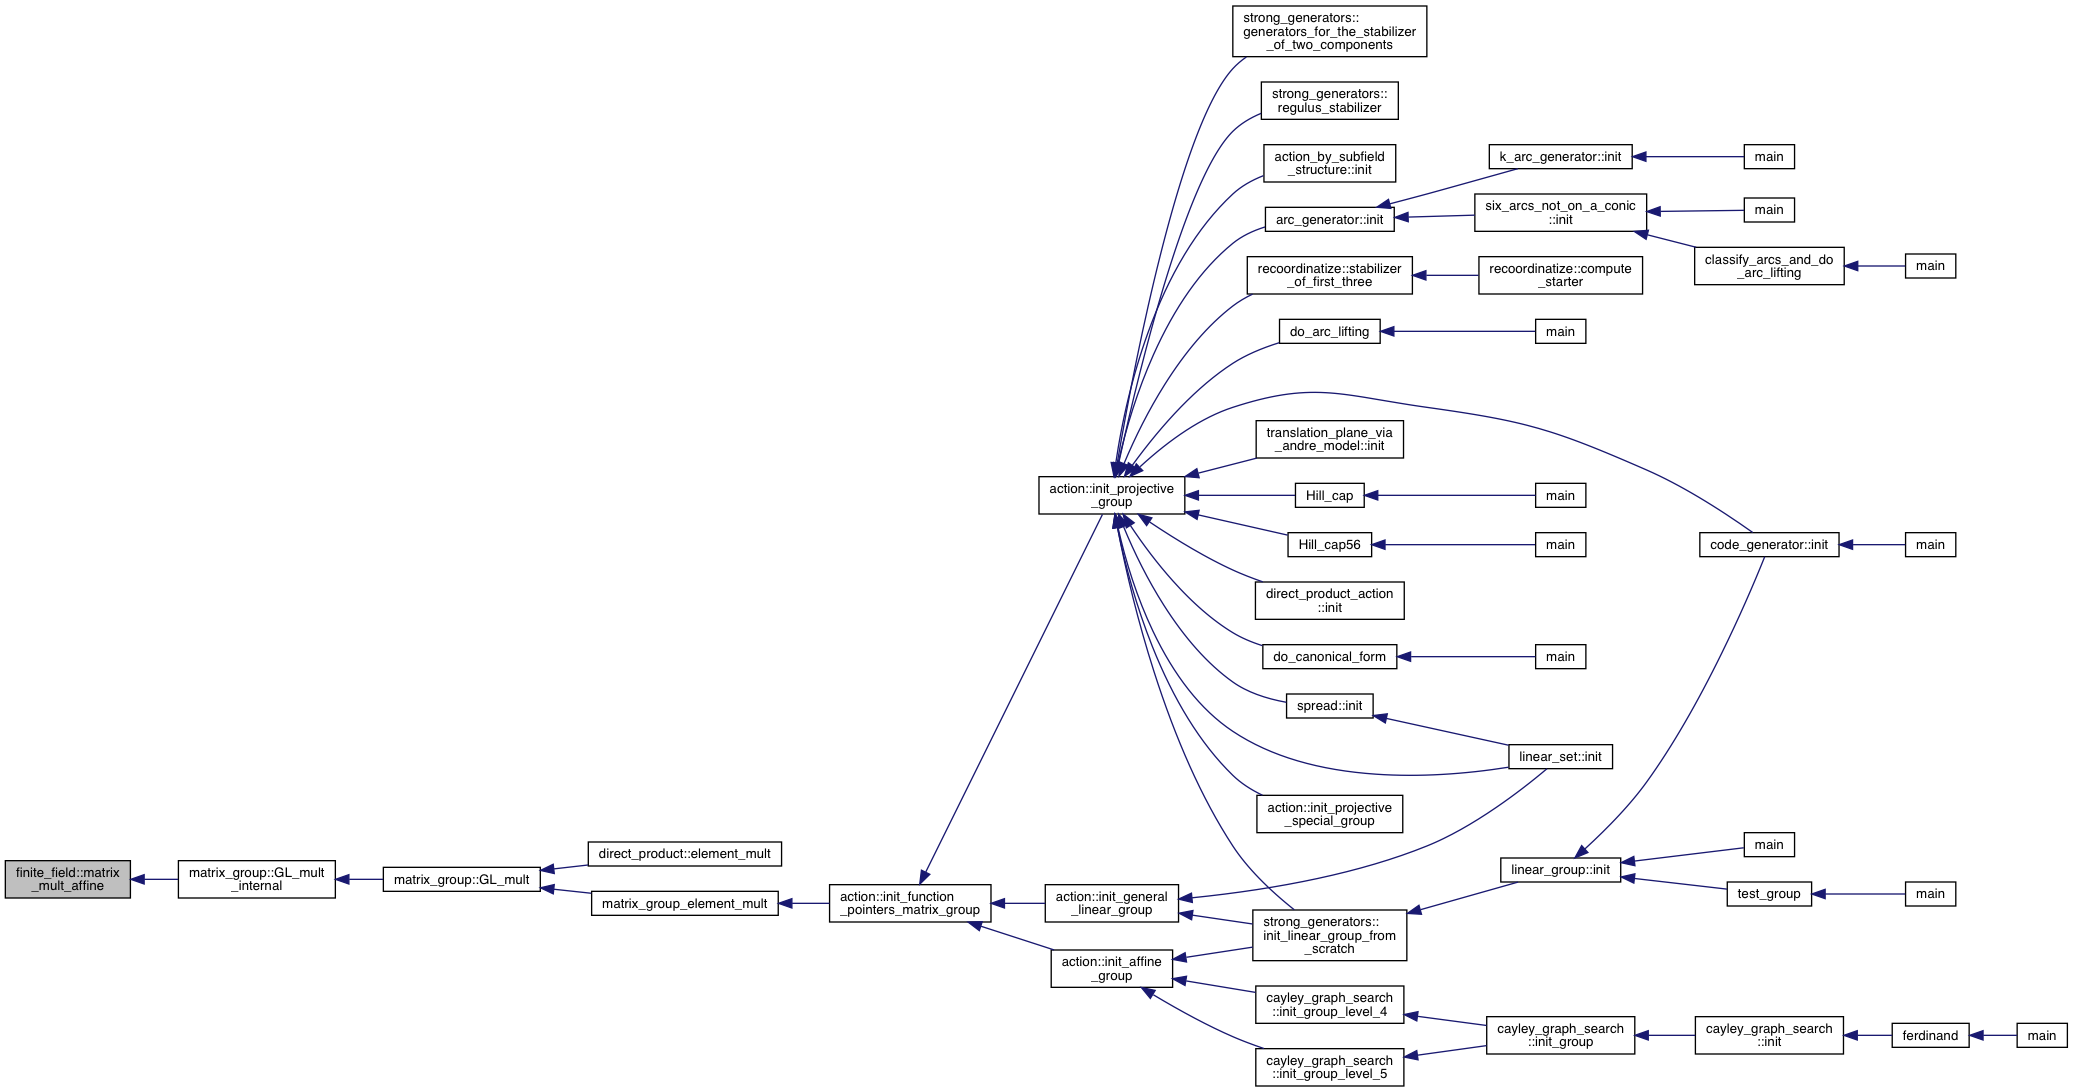 strong_generators::
generators_for_the_stabilizer
_of_two_components
strong_generators::
regulus_stabilizer
action_by_subfield
_structure::init
k_arc_generator::init
main
arc_generator::init
six_arcs_not_on_a_conic
::init
main
classify_arcs_and_do
_arc_lifting
main
recoordinatize::stabilizer
_of_first_three
recoordinatize::compute
_starter
do_arc_lifting
main
translation_plane_via
_andre_model::init
action::init_projective
_group
Hill_cap
main
Hill_cap56
main
code_generator::init
main
direct_product_action
::init
do_canonical_form
main
spread::init
linear_set::init
action::init_projective
_special_group
main
linear_group::init
test_group
main
finite_field::matrix
_mult_affine
matrix_group::GL_mult
_internal
matrix_group::GL_mult
direct_product::element_mult
matrix_group_element_mult
action::init_function
_pointers_matrix_group
action::init_general
_linear_group
strong_generators::
init_linear_group_from
_scratch
action::init_affine
_group
cayley_graph_search
::init_group_level_4
cayley_graph_search
::init_group
cayley_graph_search
::init
ferdinand
main
cayley_graph_search
::init_group_level_5